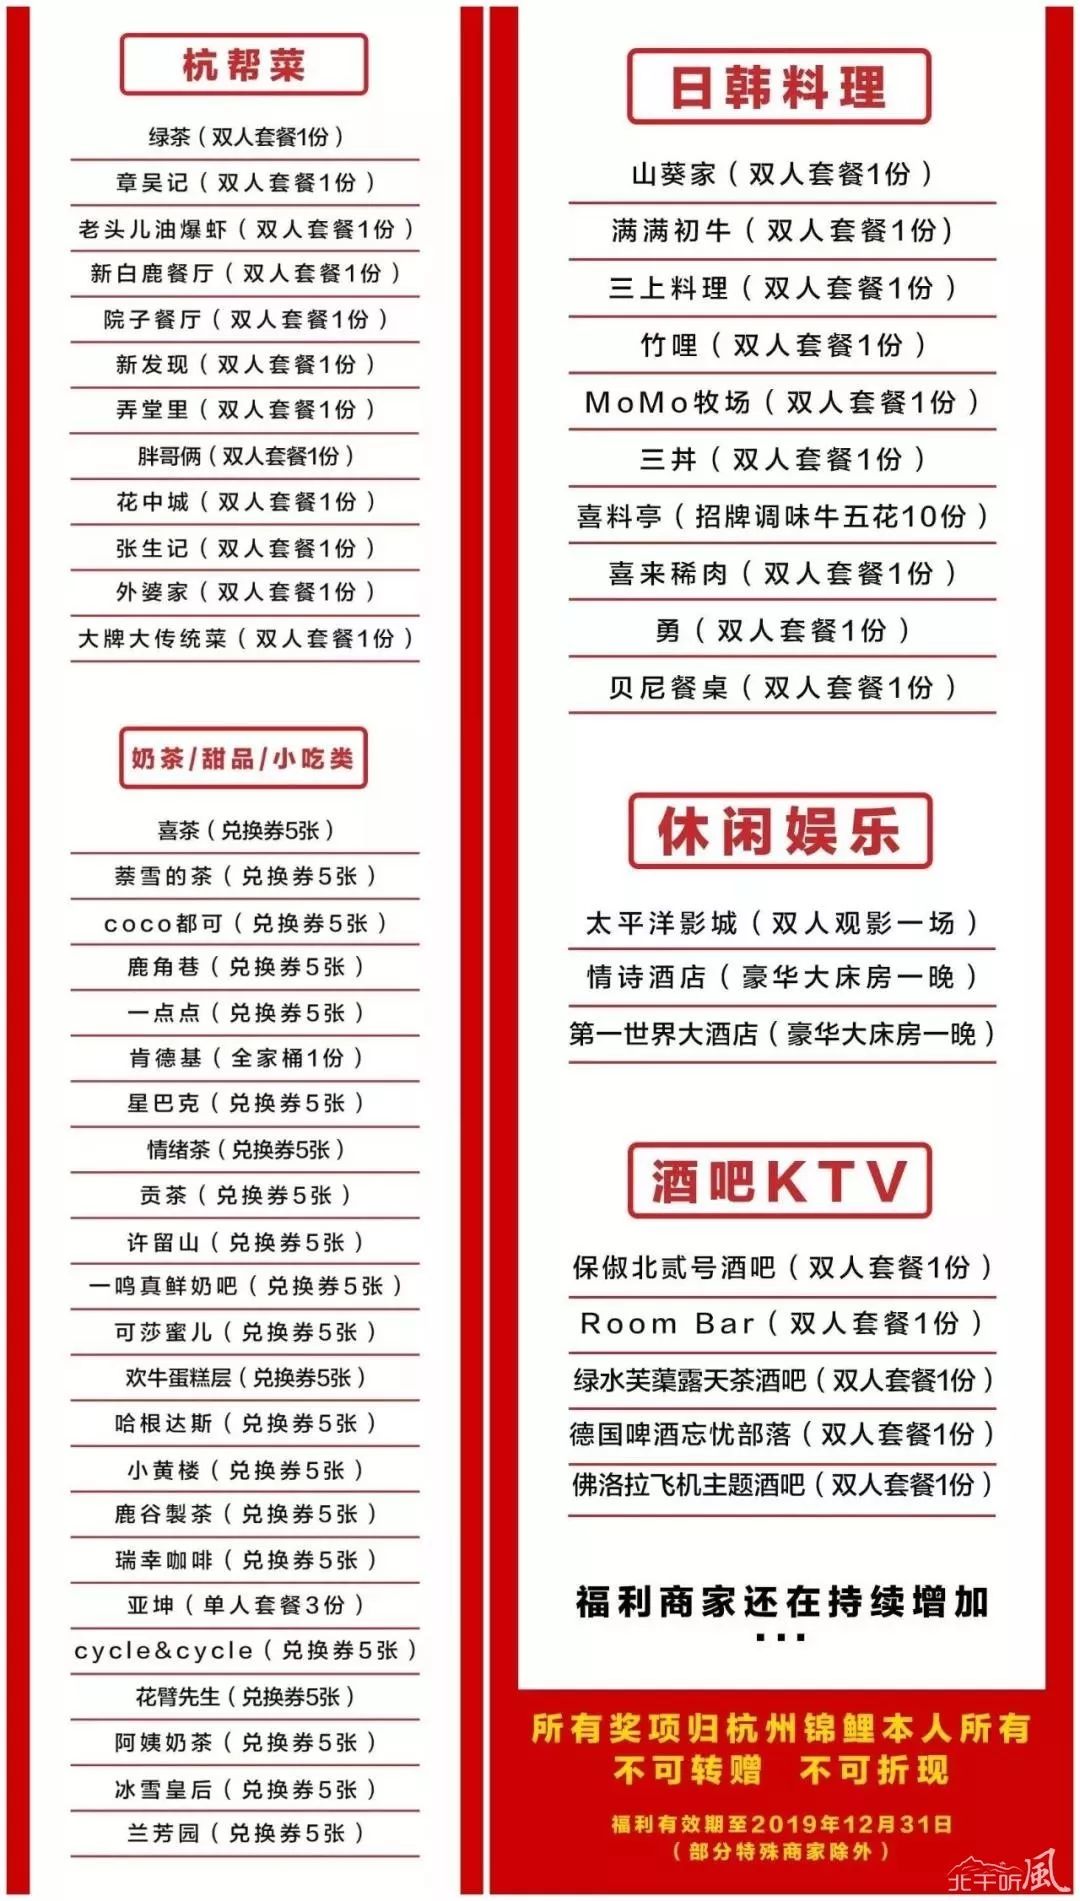 杭帮菜
绿茶（双人套餐1份）
章吴记（双人套餐1份）
老头儿油爆虾（双人套餐1份）
新白鹿餐厅（双人套餐1份）
院子餐厅（双人套餐1份）
新发现（双人套餐1份）
弄堂里（双人套餐1份）
胖哥俩（双人套餐1份）
花中城（双人套餐1份）
张生记（双人套餐1份）
外婆家（双人套餐1份）
大牌大传统菜（双人套餐1份）
奶茶/甜品/小吃类
喜茶（兑换券5张）
萘雪的茶（兑换券5张）
coco都可（兑换券5张）
鹿角巷（兑换券5张）
一点点（兑换券5张）
肯德基（全家桶1份）
星巴克（兑换券5张）
情绪茶（兑换券5张）
贡茶（兑换券5张）
许留山（兑换券5张）
一鸣真鲜奶吧（兑换券5张）
可莎蜜儿（兑换券5张）
欢牛蛋糕层（兑换券5张）
哈根达斯（兑换券5张）
小黄楼（兑换券5张）
鹿谷製茶（兑换券5张）
瑞幸咖啡（兑换券5张）
亚坤（单人套餐3份）
cycle&cycle（兑换券5张）
花臂先生（兑换券5张）
阿姨奶茶（兑换券5张）
冰雪皇后（兑换券5张）
兰芳园（兑换券5张）
日韩料理
山葵家（双人套餐1份）
满满初牛（双人套餐1份)
三上料理（双人套餐1份）
竹哩（双人套餐1份）
MoMo牧场（双人套餐1份）
三丼（双人套餐1份）
喜料亭（招牌调味牛五花10份）
喜来稀肉（双人套餐1份）
勇（双人套餐1份）
贝尼餐桌（双人套餐1份）
休闲娱乐
太平洋影城（双人观影一场）
情诗酒店（豪华大床房一晚）
第一世界大酒店（豪华大床房一晚）
酒吧KTV
保俶北贰号酒吧（双人套餐1份）
Room Bar（双人套餐1份）
绿水芙蕖露天茶酒吧（双人套餐1份）
德国啤酒忘忧部落（双人套餐1份）
佛洛拉飞机主题酒吧（双人套餐1份）
福利商家还在持续增加
...
所有奖项归杭州锦鲤本人所有
不可转赠 不可折现
福利有效期至2019年12月31日
（部分特殊商家除外）
北干听風